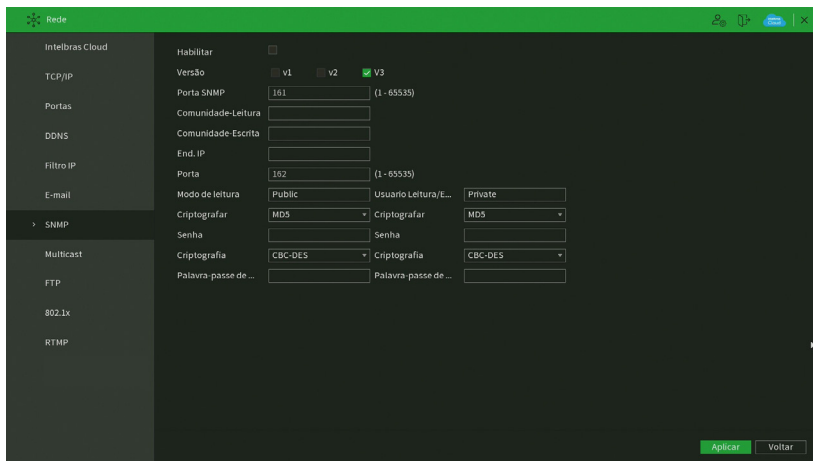 Rede
Intelbras Cloud
TCP/IP
Portas
DDNS
Filtro IP
E-mail
SNMP
Multicast
FTP
802.1x
RTMP
Habilitar
Versão v1 v2 V3
Porta SNMP 161 (1 - 65535)
Comunidade-Leitura
Comunidade-Escrita
End. IP
Porta 162 (1 - 65535)
Modo de leitura Public Usuario Leitura/E... Private
Criptografar MD5 Criptografar MD5
Senha Senha
Criptografia CBC-DES Criptografia CBC-DES
Palavra-passe de ... Palavra-passe de ...
Aplicar Voltar